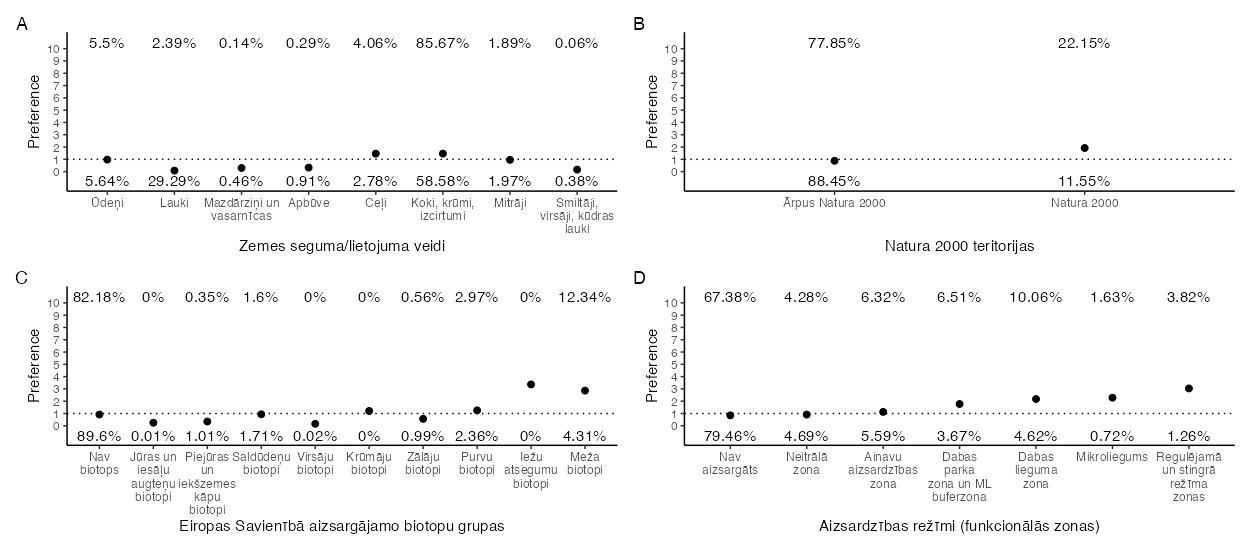 A
5.5% 2.39% 0.14% 0.29% 4.06% 85.67% 1.89% 0.06%
10
9
8
7
6
5
4
3
2
1
0
Preference
5.64% 29.29% 0.46% 0.91% 2.78% 58.58% 1.97% 0.38%
Ūdeņi Lauki Mazdārziņi un Apbūve Ceļi Koki, krūmi, Mitrāji Smiltāji,
vasarnīcas izcirtumi virsāji, kūdras
lauki
Zemes seguma/lietojuma veidi
B
77.85% 22.15%
10
9
8
7
6
5
4
3
2
1
0
Preference
88.45% 11.55%
Ārpus Natura 2000 Natura 2000
Natura 2000 teritorijas
C
82.18% 0% 0.35% 1.6% 0% 0% 0.56% 2.97% 0% 12.34%
10
9
8
7
6
5
4
3
2
1
0
Preference
89.6% 0.01% 1.01% 1.71% 0.02% 0% 0.99% 2.36% 0% 4.31%
Nav Jūras un Piejūras Saldūdeņu Virsāju Krūmāju Zālāju Purvu Iežu Meža
biotops iesāļu un biotopi biotopi biotopi biotopi biotopi atsegumu biotopi
augteņu iekšzemes biotopi
biotopi kāpu
biotopi
Eiropas Savienībā aizsargājamo biotopu grupas
D
67.38% 4.28% 6.32% 6.51% 10.06% 1.63% 3.82%
10
9
8
7
6
5
4
3
2
1
0
Preference
79.46% 4.69% 5.59% 3.67% 4.62% 0.72% 1.26%
Nav Neitrālā Ainavu Dabas Dabas Mikroliegums Regulējamā
aizsargāts zona aizsardzības parka lieguma un stingrā
zona zona un ML zona režīma
buferzona zonas
Aizsardzības režīmi (funkcionālās zonas)